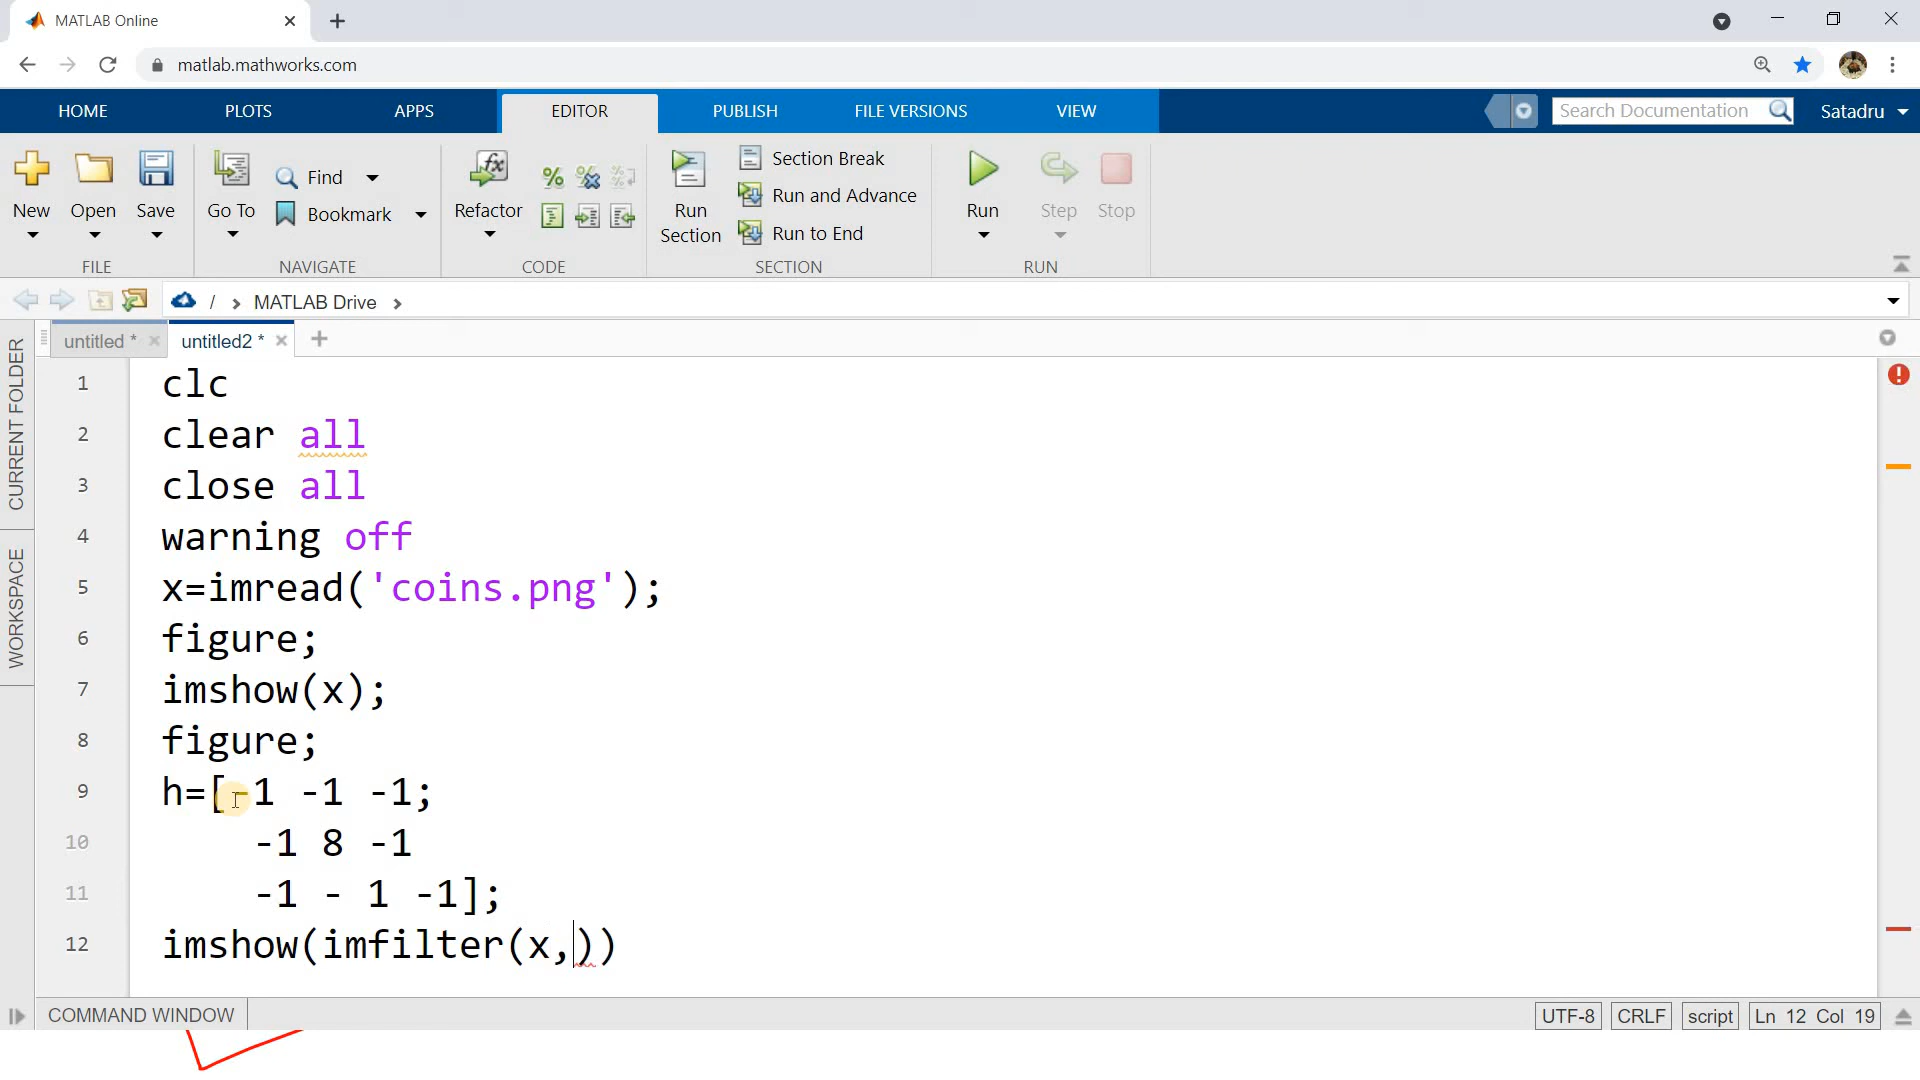 MATLAB Online
matlab.mathworks.com
HOME PLOTS APPS EDITOR PUBLISH FILE VERSIONS VIEW Search Documentation Satadru
New Open Save Go To Find Bookmark Refactor Run Section Section Break Run and Advance Run to End Run Step Stop
FILE NAVIGATE CODE SECTION RUN
/ MATLAB Drive
untitled * untitled2 *
CURRENT FOLDER
WORKSPACE
1 clc
2 clear all
3 close all
4 warning off
5 x=imread('coins.png');
6 figure;
7 imshow(x);
8 figure;
9 h=[-1 -1 -1;
10 -1 8 -1
11 -1 - 1 -1];
12 imshow(imfilter(x,))
COMMAND WINDOW UTF-8 CRLF script Ln 12 Col 19